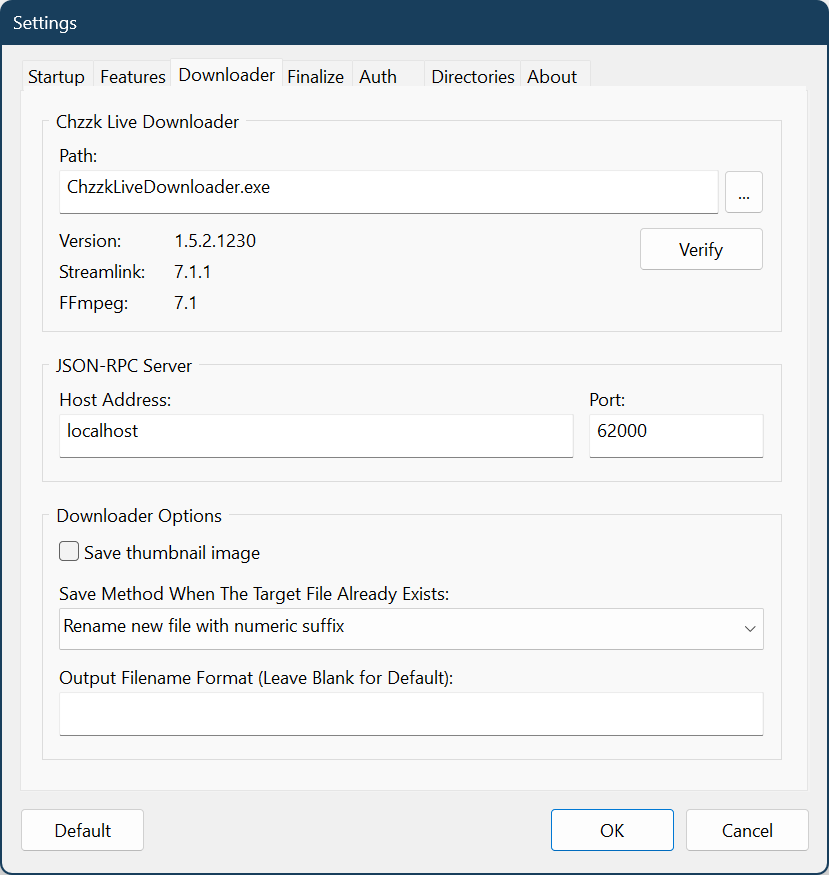 Settings
Startup Features Downloader Finalize Auth Directories About
Chzzk Live Downloader
Path:
ChzzkLiveDownloader.exe ...
Version: 1.5.2.1230 Verify
Streamlink: 7.1.1
FFmpeg: 7.1
JSON-RPC Server
Host Address: Port:
localhost 62000
Downloader Options
Save thumbnail image
Save Method When The Target File Already Exists:
Rename new file with numeric suffix
Output Filename Format (Leave Blank for Default):
Default OK Cancel